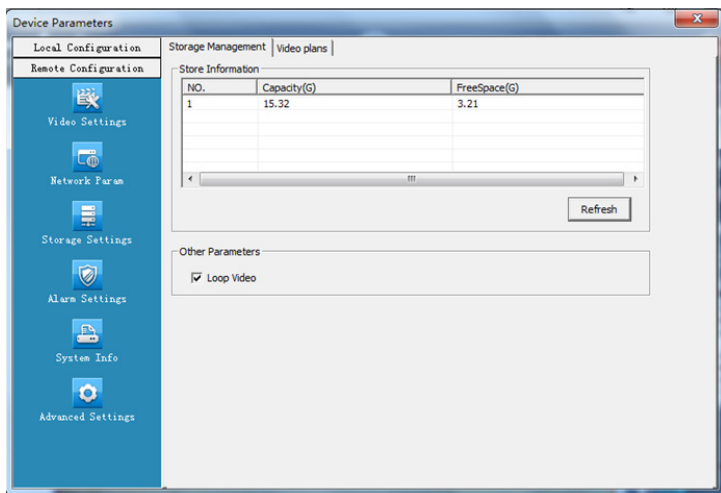 Device Parameters
Local Configuration
Remote Configuration
Video Settings
Network Param
Storage Settings
Alarm Settings
System Info
Advanced Settings
Storage Management Video plans
Store Information
NO. Capacity(G) FreeSpace(G)
1 15.32 3.21
Refresh
Other Parameters
Loop Video